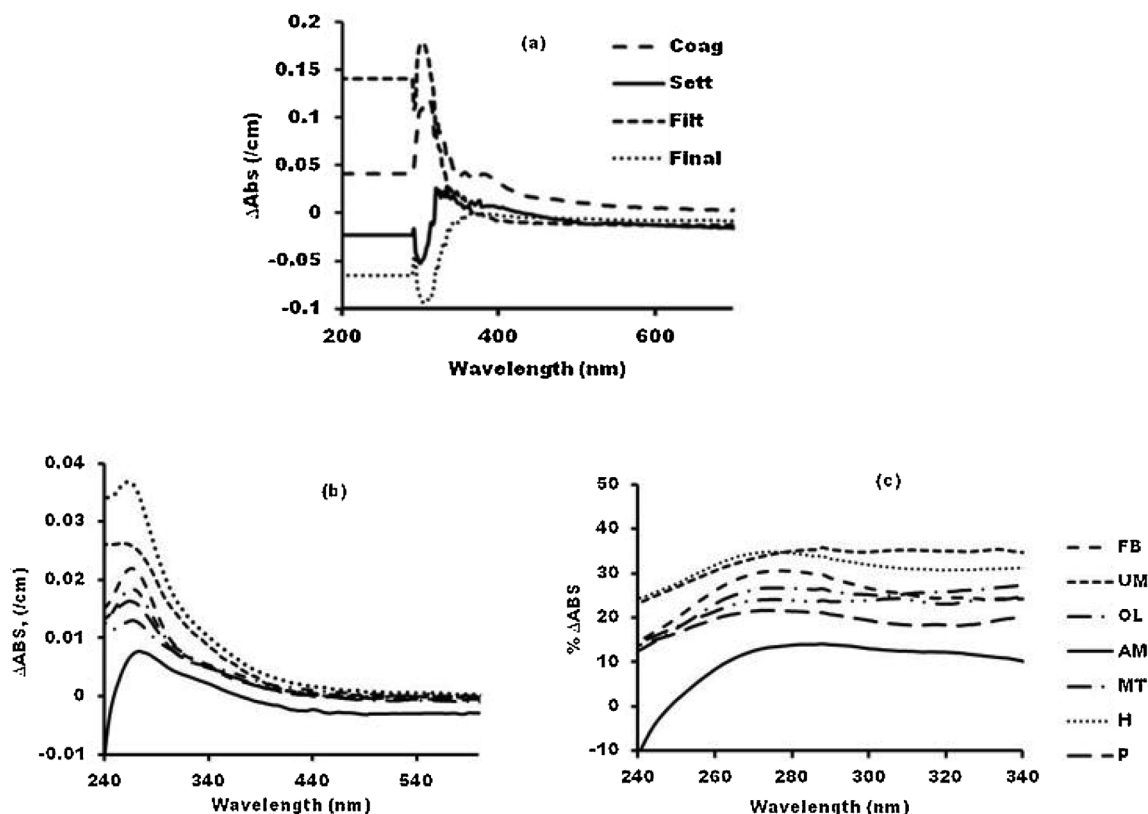 0.2
0.15
0.1
0.05
0
-0.05
-0.1
ΔAbs (/cm)
(a)
Coag
Sett
Filt
Final
200
400
600
Wavelength (nm)
0.04
0.03
0.02
0.01
0
-0.01
ΔABS, (/cm)
(b)
240
340
440
540
Wavelength (nm)
50
40
30
20
10
0
-10
% ΔABS
(c)
240
260
280
300
320
340
Wavelength (nm)
FB
UM
OL
AM
MT
H
P